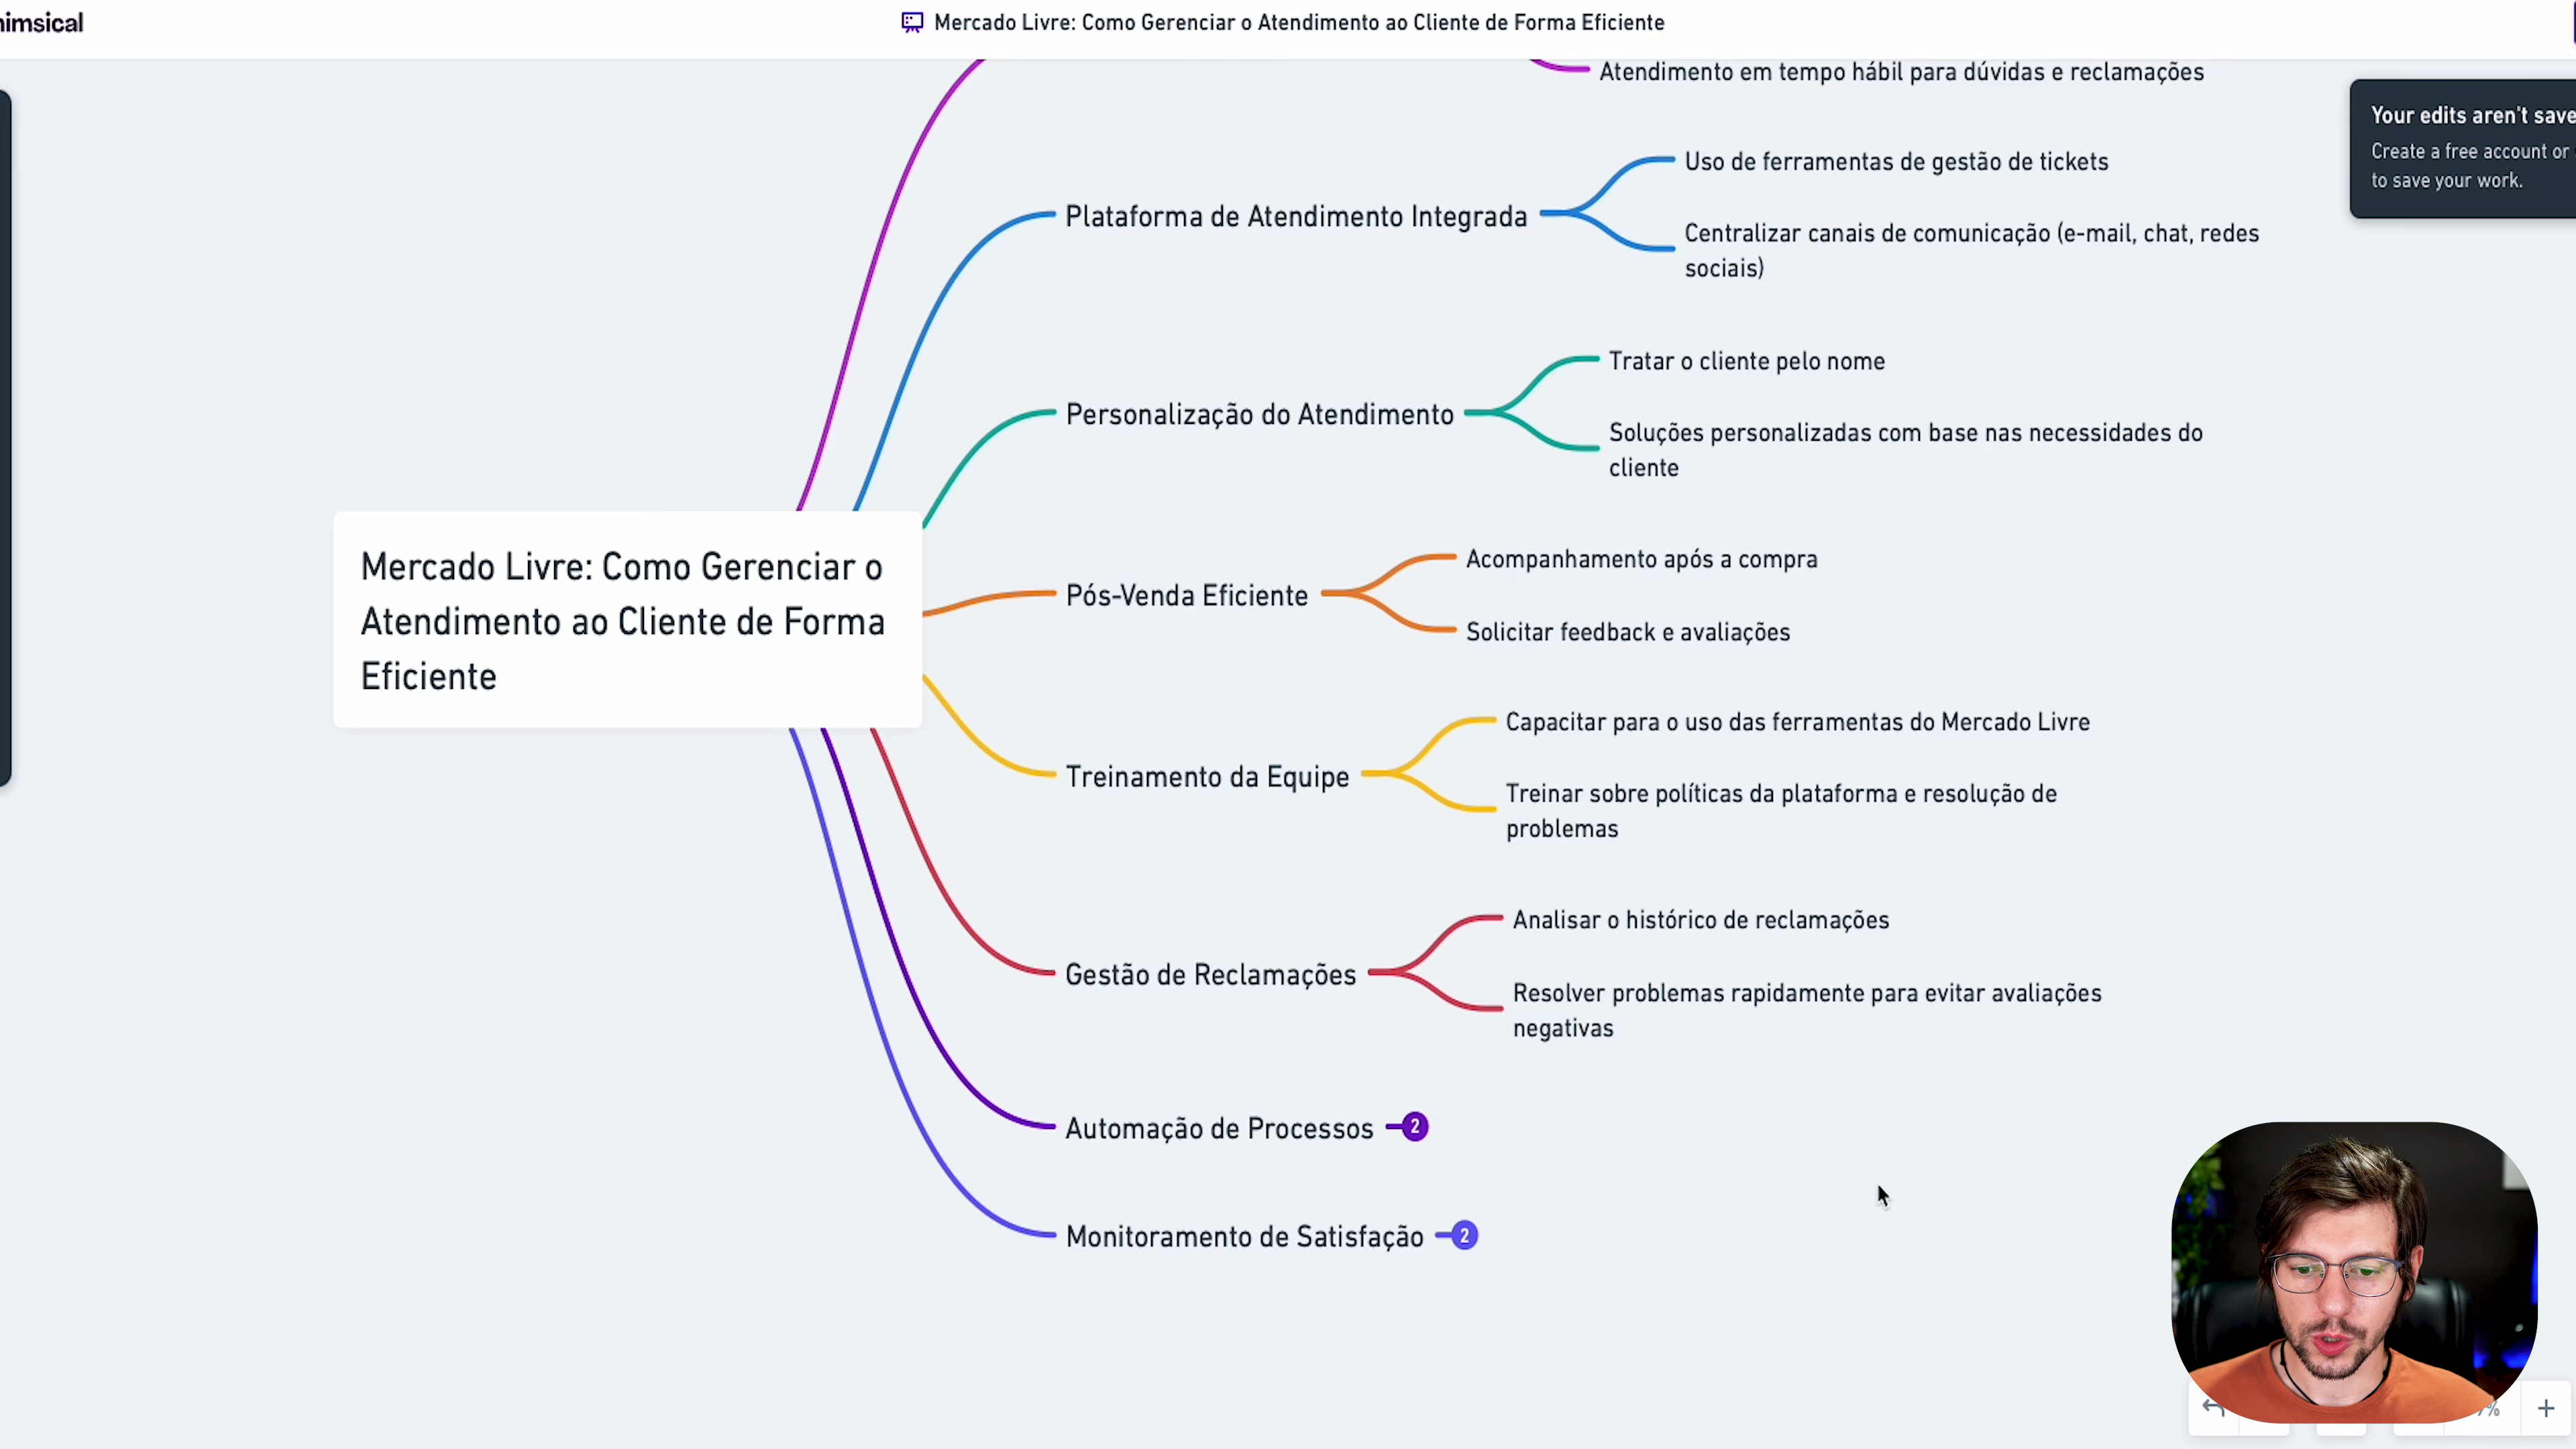 himsical
Mercado Livre: Como Gerenciar o Atendimento ao Cliente de Forma Eficiente
Atendimento em tempo hábil para dúvidas e reclamações
Your edits aren't save
Create a free account or
to save your work.
Uso de ferramentas de gestão de tickets
Plataforma de Atendimento Integrada
Centralizar canais de comunicação (e-mail, chat, redes
sociais)
Tratar o cliente pelo nome
Personalização do Atendimento
Soluções personalizadas com base nas necessidades do
cliente
Mercado Livre: Como Gerenciar o
Atendimento ao Cliente de Forma
Eficiente
Acompanhamento após a compra
Pós-Venda Eficiente
Solicitar feedback e avaliações
Capacitar para o uso das ferramentas do Mercado Livre
Treinamento da Equipe
Treinar sobre políticas da plataforma e resolução de
problemas
Analisar o histórico de reclamações
Gestão de Reclamações
Resolver problemas rapidamente para evitar avaliações
negativas
Automação de Processos 2
Monitoramento de Satisfação 2